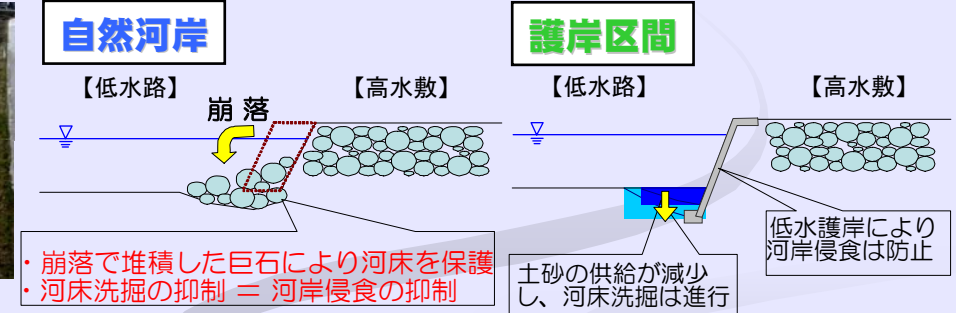 自然河岸
【低水路】
【高水敷】
崩 落
・崩落で堆積した巨石により河床を保護
・河床洗掘の抑制 ＝ 河岸侵食の抑制
護岸区間
【低水路】
【高水敷】
土砂の供給が減少
し、河床洗掘は進行
低水護岸により
河岸侵食は防止